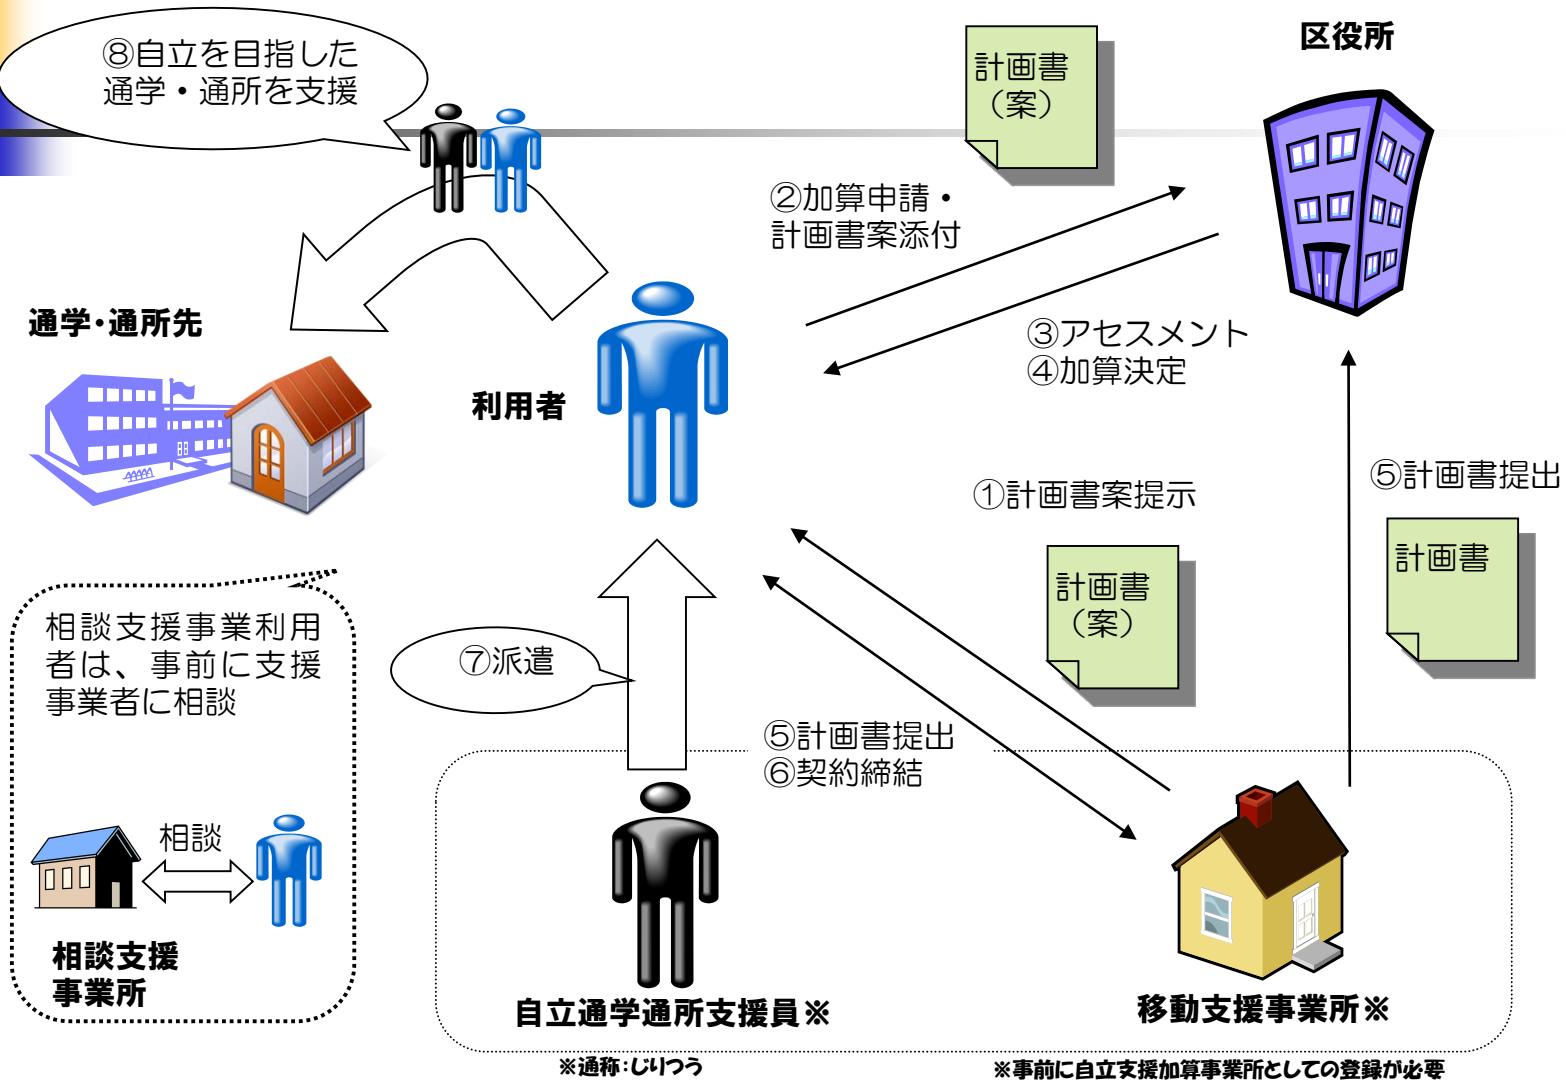 ⑧自立を目指した
通学・通所を支援
計画書
（案）
区役所
②加算申請・
計画書案添付
通学・通所先
利用者
③アセスメント
④加算決定
①計画書案提示
計画書
（案）
⑤計画書提出
計画書
相談支援事業利用
者は、事前に支援
事業者に相談
相談
相談支援
事業所
⑦派遣
⑤計画書提出
⑥契約締結
自立通学通所支援員※
※通称：じりつう
移動支援事業所※
※事前に自立支援加算事業所としての登録が必要